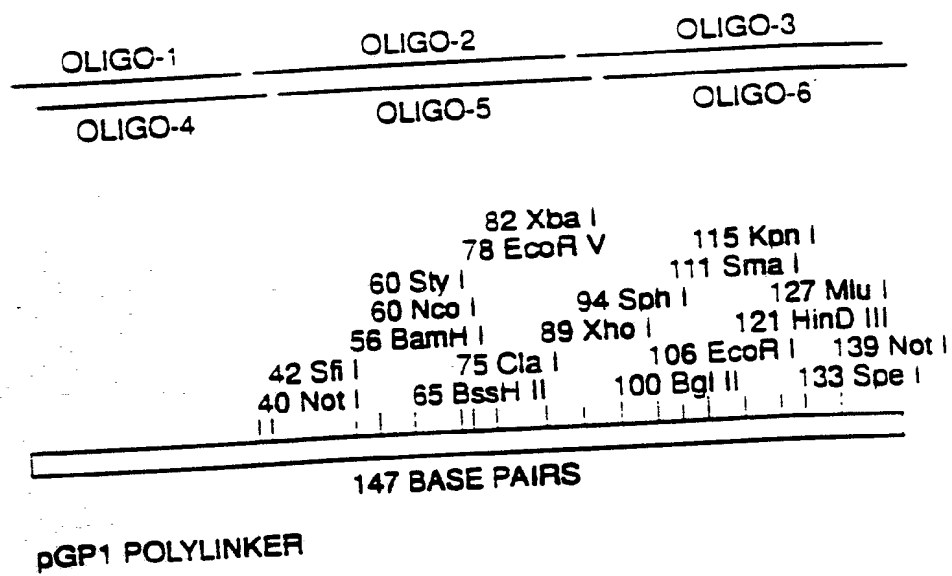 OLIGO-1 OLIGO-2 OLIGO-3
OLIGO-4 OLIGO-5 OLIGO-6
82 Xba I
78 EcoR V
115 Kpn I
111 Sma I
60 Sty I
60 Nco I
94 Sph I
127 Mlu I
56 BamH I
89 Xho I
121 HinD III
42 Sfi I
75 Cla I
106 EcoR I
139 Not I
40 Not I
65 BssH II
100 Bgl II
133 Spe I
147 BASE PAIRS
pGP1 POLYLINKER